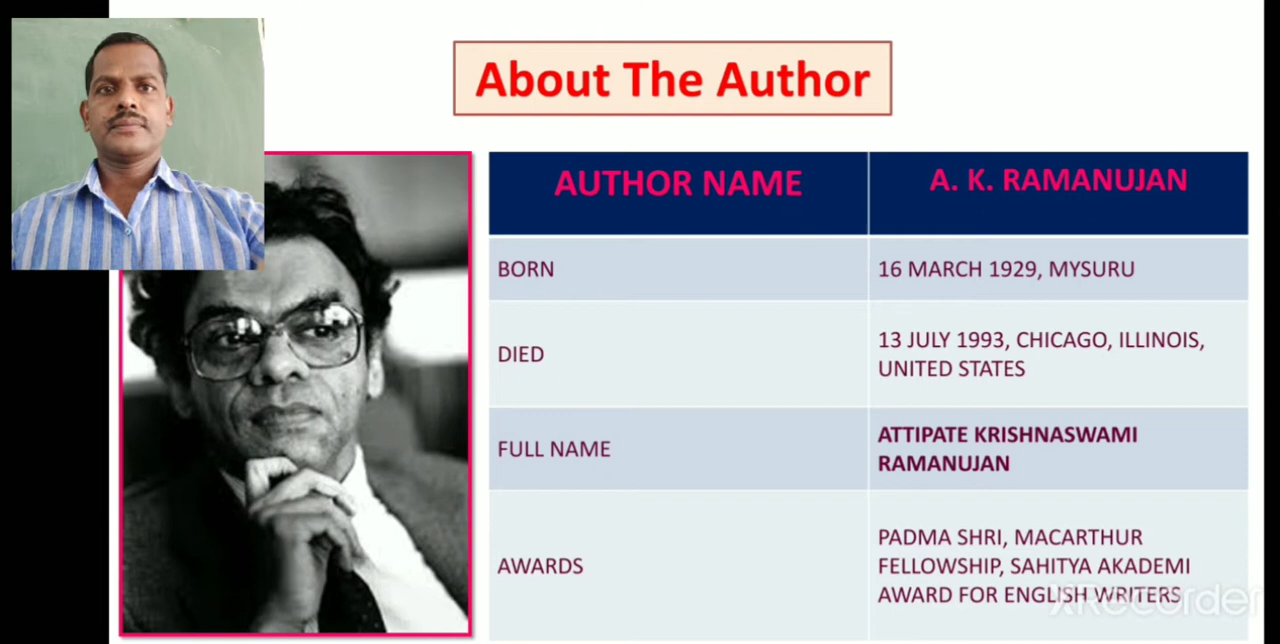 About The Author
AUTHOR NAME
A. K. RAMANUJAN
BORN
16 MARCH 1929, MYSURU
DIED
13 JULY 1993, CHICAGO, ILLINOIS,
UNITED STATES
FULL NAME
ATTIPATE KRISHNASWAMI
RAMANUJAN
AWARDS
PADMA SHRI, MACARTHUR
FELLOWSHIP, SAHITYA AKADEMI
AWARD FOR ENGLISH WRITERS
XRecorder